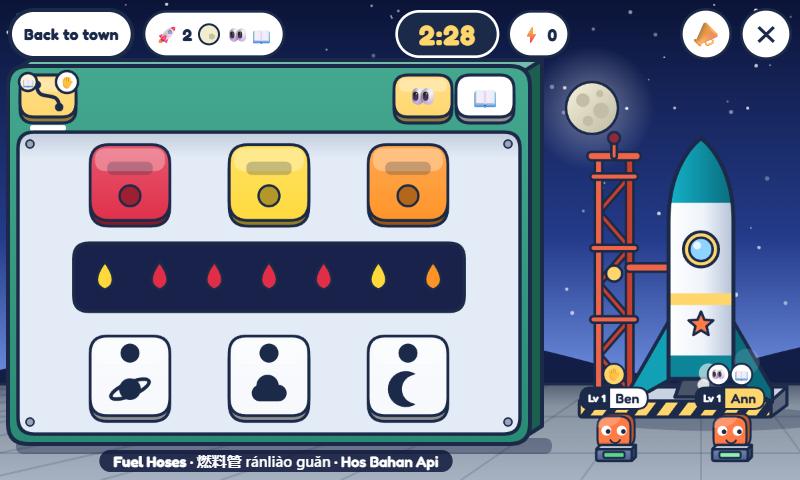 Back to town
2
2:28
0
Lv 1 Ben
Lv 1 Ann
Fuel Hoses · 燃料管 ránliào guǎn · Hos Bahan Api